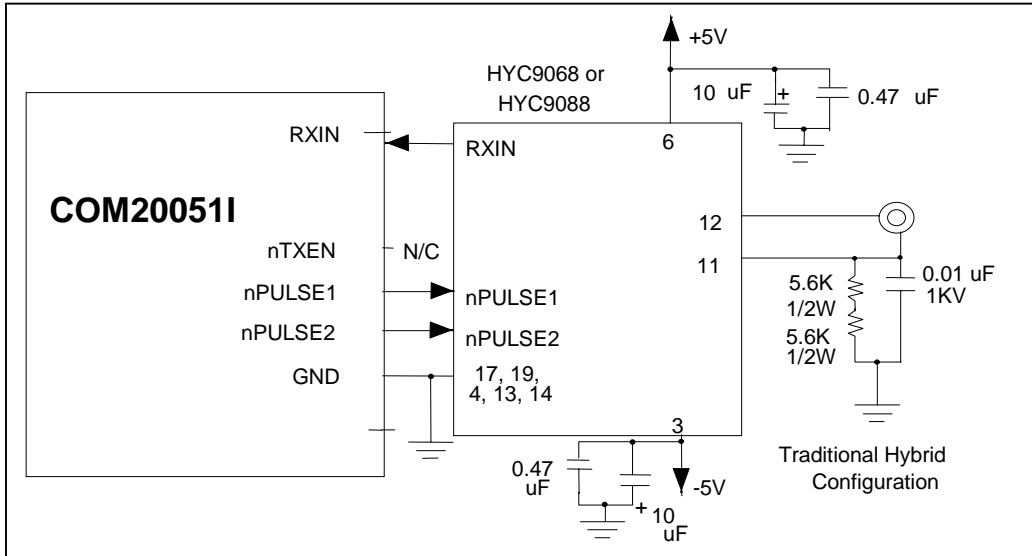 +5V
HYC9068 or
HYC9088
10 uF +
0.47 uF
6
RXIN
RXIN
COM20051I
12
nTXEN
N/C
11
nPULSE1
nPULSE1
5.6K
1/2W
0.01 uF
1KV
nPULSE2
nPULSE2
5.6K
1/2W
GND
17, 19,
4, 13, 14
3
0.47
uF
-5V
+ 10
uF
Traditional Hybrid
Configuration